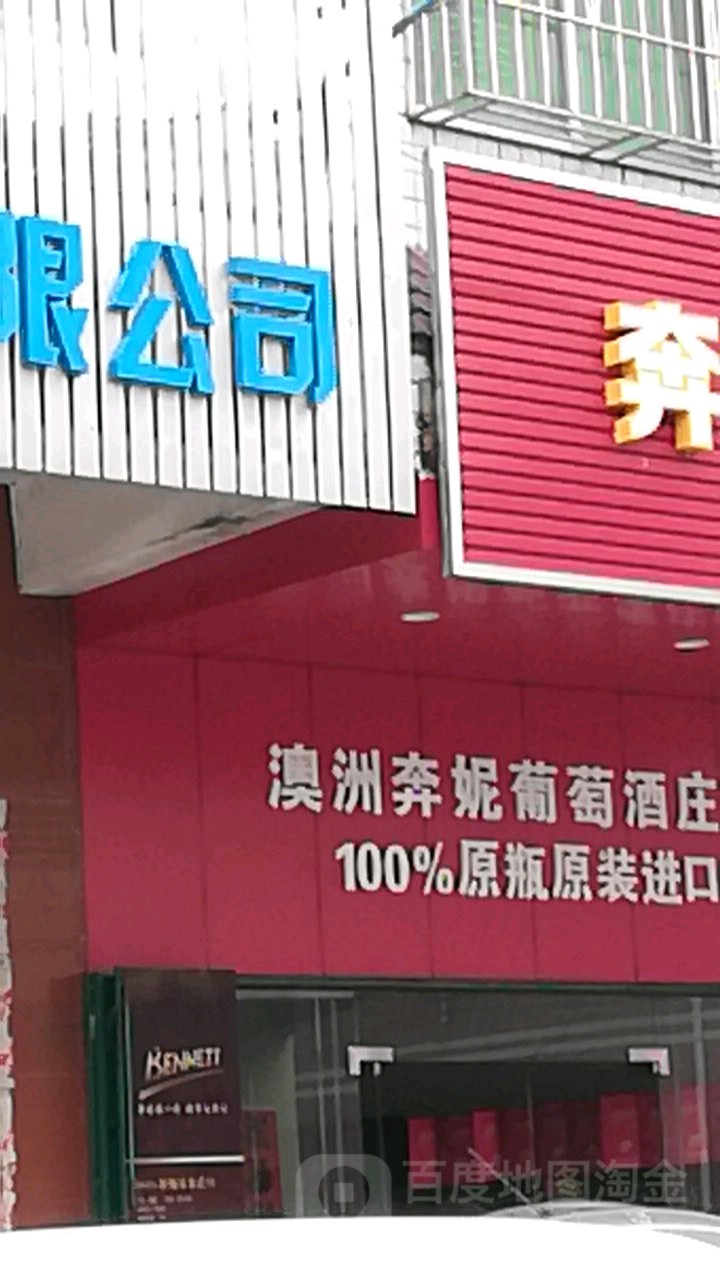 限公司
奔
澳洲奔妮葡萄酒庄
100%原瓶原装进口
BENNETT
百度地图淘金